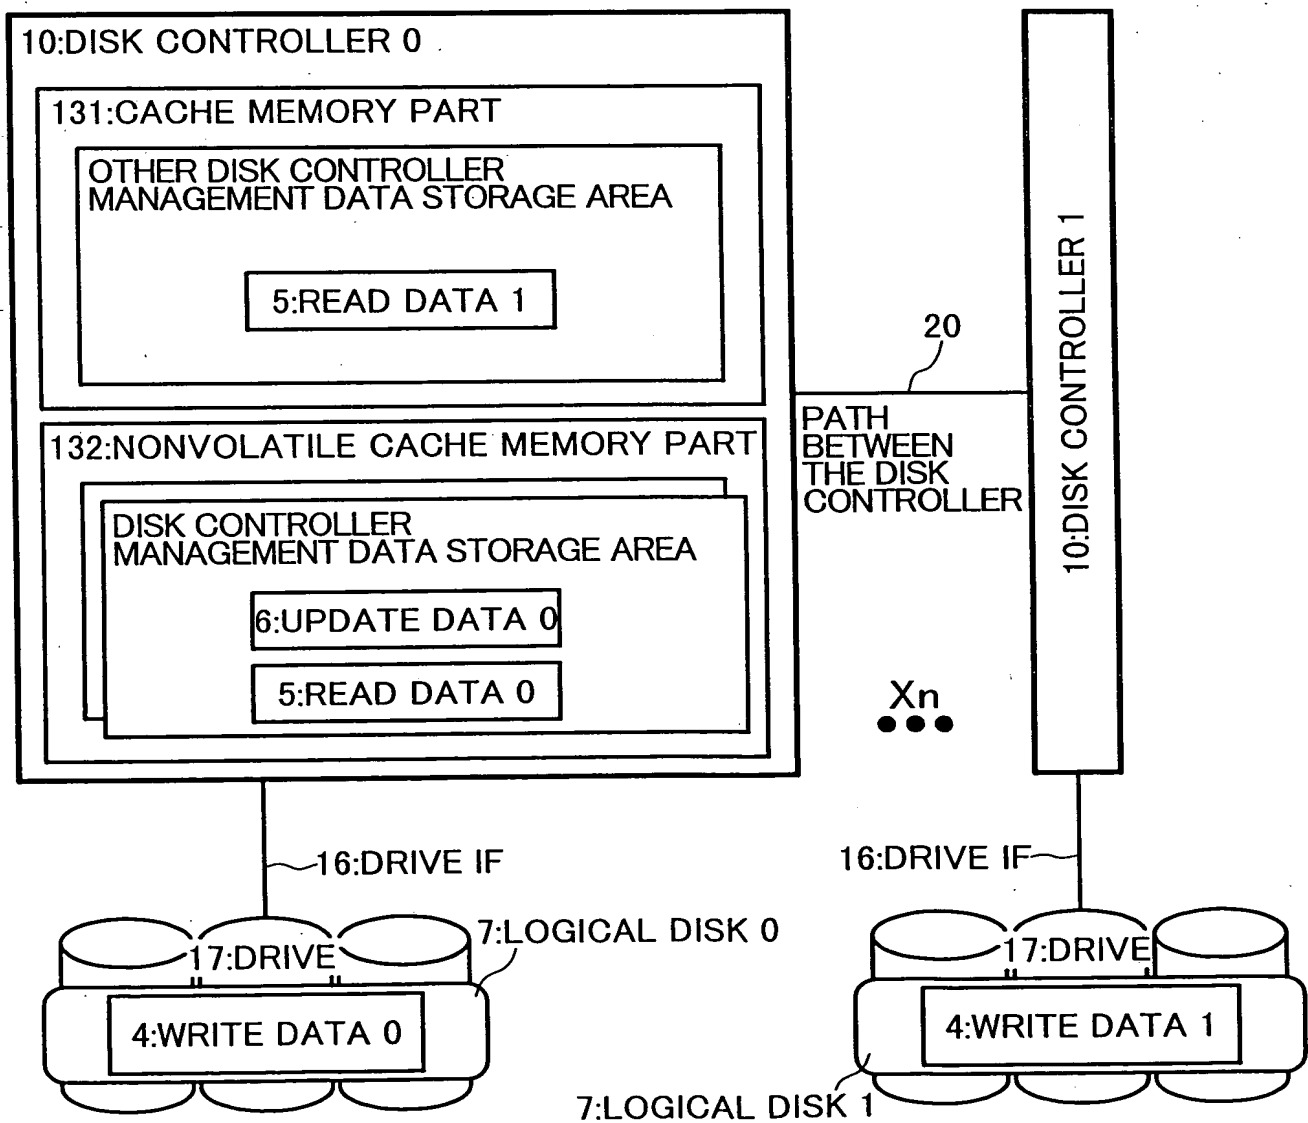 10:DISK CONTROLLER 0
131:CACHE MEMORY PART
OTHER DISK CONTROLLER
MANAGEMENT DATA STORAGE AREA
5:READ DATA 1
132:NONVOLATILE CACHE MEMORY PART
DISK CONTROLLER
MANAGEMENT DATA STORAGE AREA
6:UPDATE DATA 0
5:READ DATA 0
20
PATH
BETWEEN
THE DISK
CONTROLLER
Xn
10:DISK CONTROLLER 1
16:DRIVE IF
16:DRIVE IF
7:LOGICAL DISK 0
17:DRIVE
4:WRITE DATA 0
17:DRIVE
4:WRITE DATA 1
7:LOGICAL DISK 1